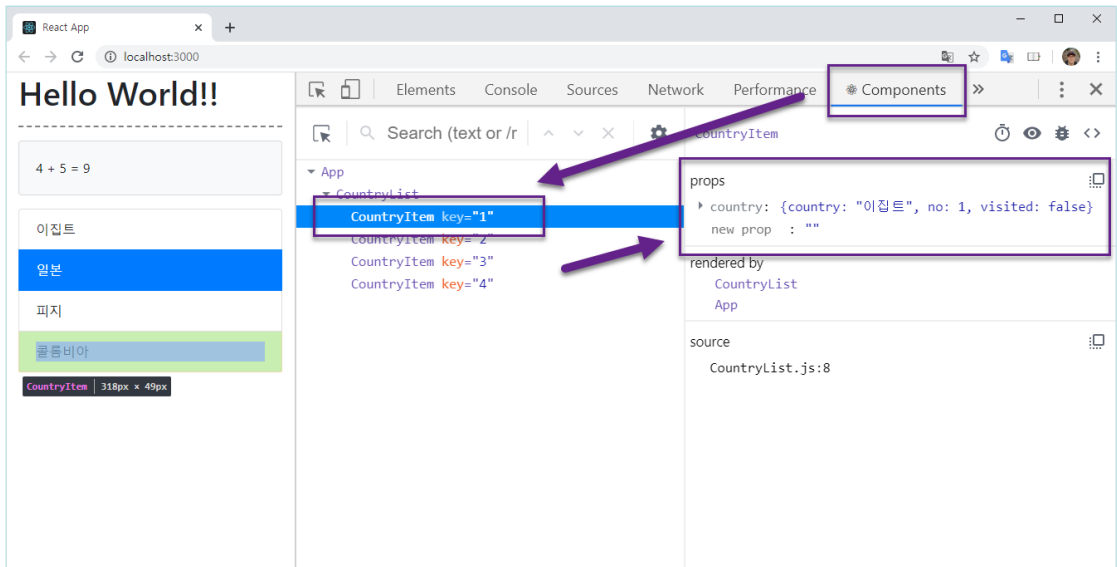 React App
localhost:3000
Hello World!!
4 + 5 = 9
이집트
일본
피지
콜롬비아
CountryItem 318px × 49px
Elements Console Sources Network Performance Components »
Search (text or /r
App
CountryList
CountryItem key="1"
CountryItem key="2"
CountryItem key="3"
CountryItem key="4"
CountryItem
props
country: {country: "이집트", no: 1, visited: false}
new prop : ""
rendered by
CountryList
App
source
CountryList.js:8